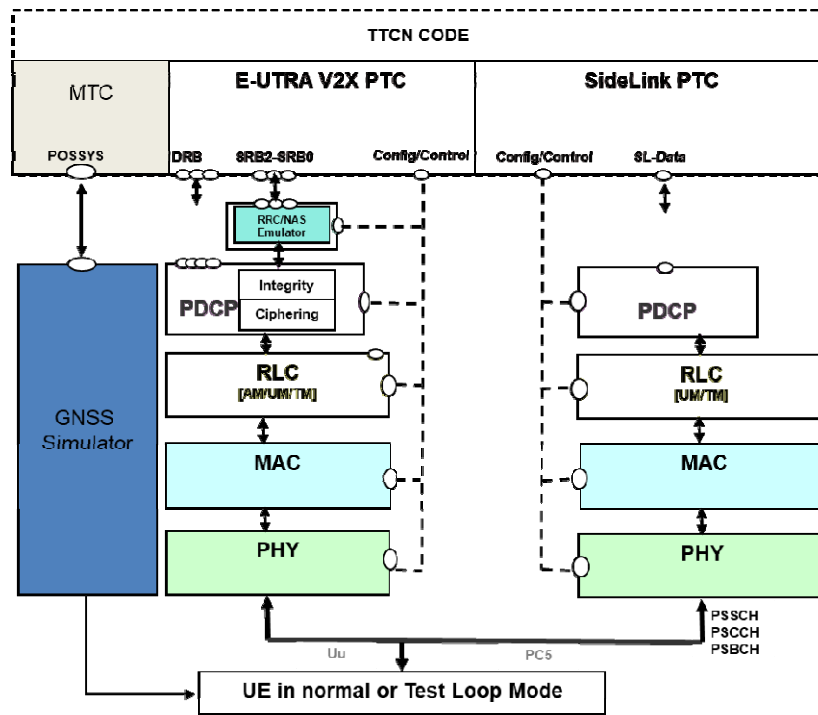 TTCN CODE
MTC
E-UTRA V2X PTC
SideLink PTC
POSSYS
DRB
SRB2-SRB0
Config/Control
Config/Control
SL-Data
RRC/NAS
Emulator
Integrity
Ciphering
PDCP
PDCP
RLC
[AM/UM/TM]
RLC
[UM/TM]
GNSS
Simulator
MAC
MAC
PHY
PHY
PSSCH
PSCCH
PSBCH
Uu
PC5
UE in normal or Test Loop Mode